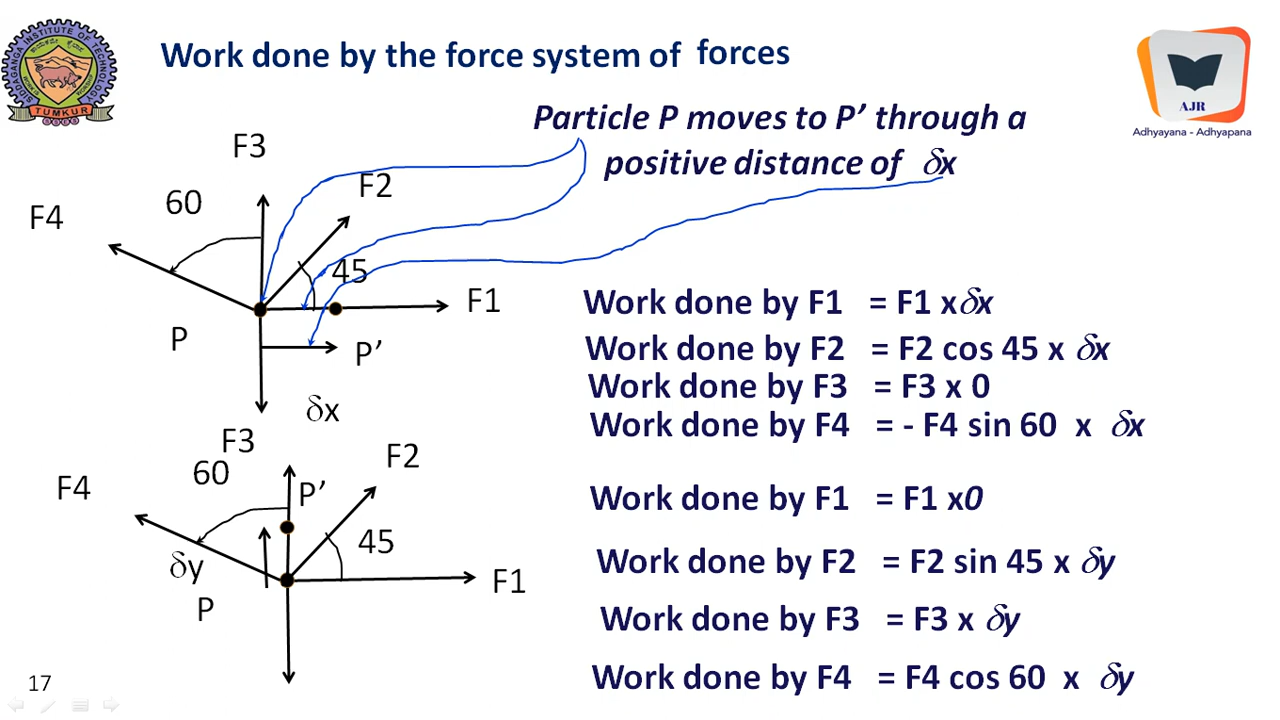 Work done by the force system of forces
SIDDAGANGA INSTITUTE OF TECHNOLOGY
TUMKUR
AJR
Adhyayana - Adhyapana
Particle P moves to P’ through a
positive distance of δx
F3
F2
60
F4
45
F1
P
P’
δx
Work done by F1 = F1 xδx
Work done by F2 = F2 cos 45 x δx
Work done by F3 = F3 x 0
Work done by F4 = - F4 sin 60 x δx
F3
60
F2
F4
P’
45
δy
F1
P
Work done by F1 = F1 x0
Work done by F2 = F2 sin 45 x δy
Work done by F3 = F3 x δy
Work done by F4 = F4 cos 60 x δy
17